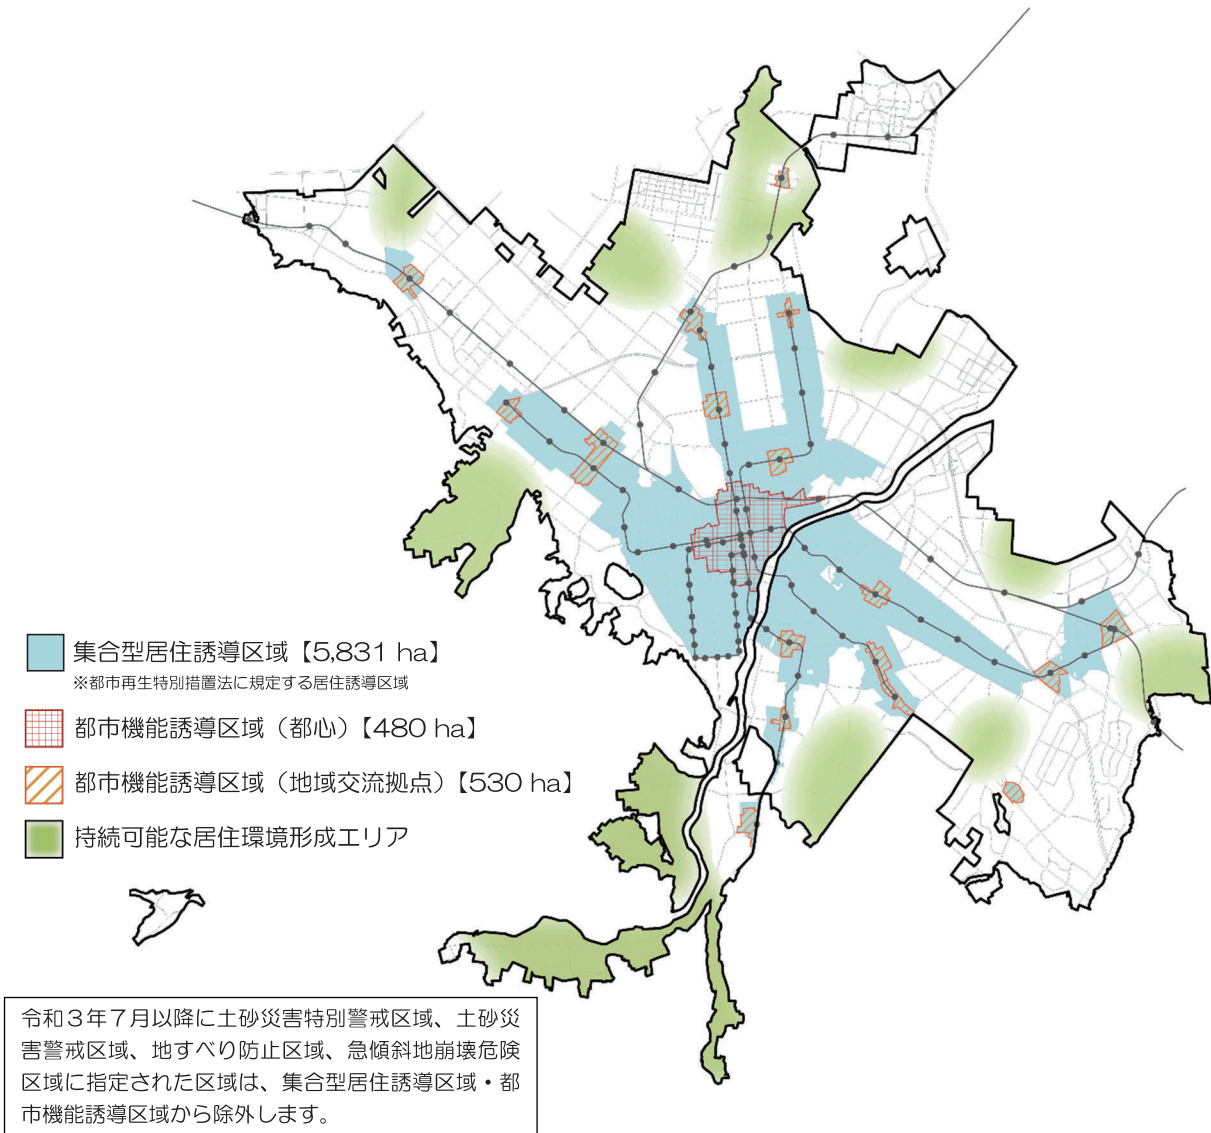 集合型居住誘導区域【5,831 ha】
※都市再生特別措置法に規定する居住誘導区域
都市機能誘導区域（都心）【480 ha】
都市機能誘導区域（地域交流拠点）【530 ha】
持続可能な居住環境形成エリア
令和３年７月以降に土砂災害特別警戒区域、土砂災
害警戒区域、地すべり防止区域、急傾斜地崩壊危険
区域に指定された区域は、集合型居住誘導区域・都
市機能誘導区域から除外します。